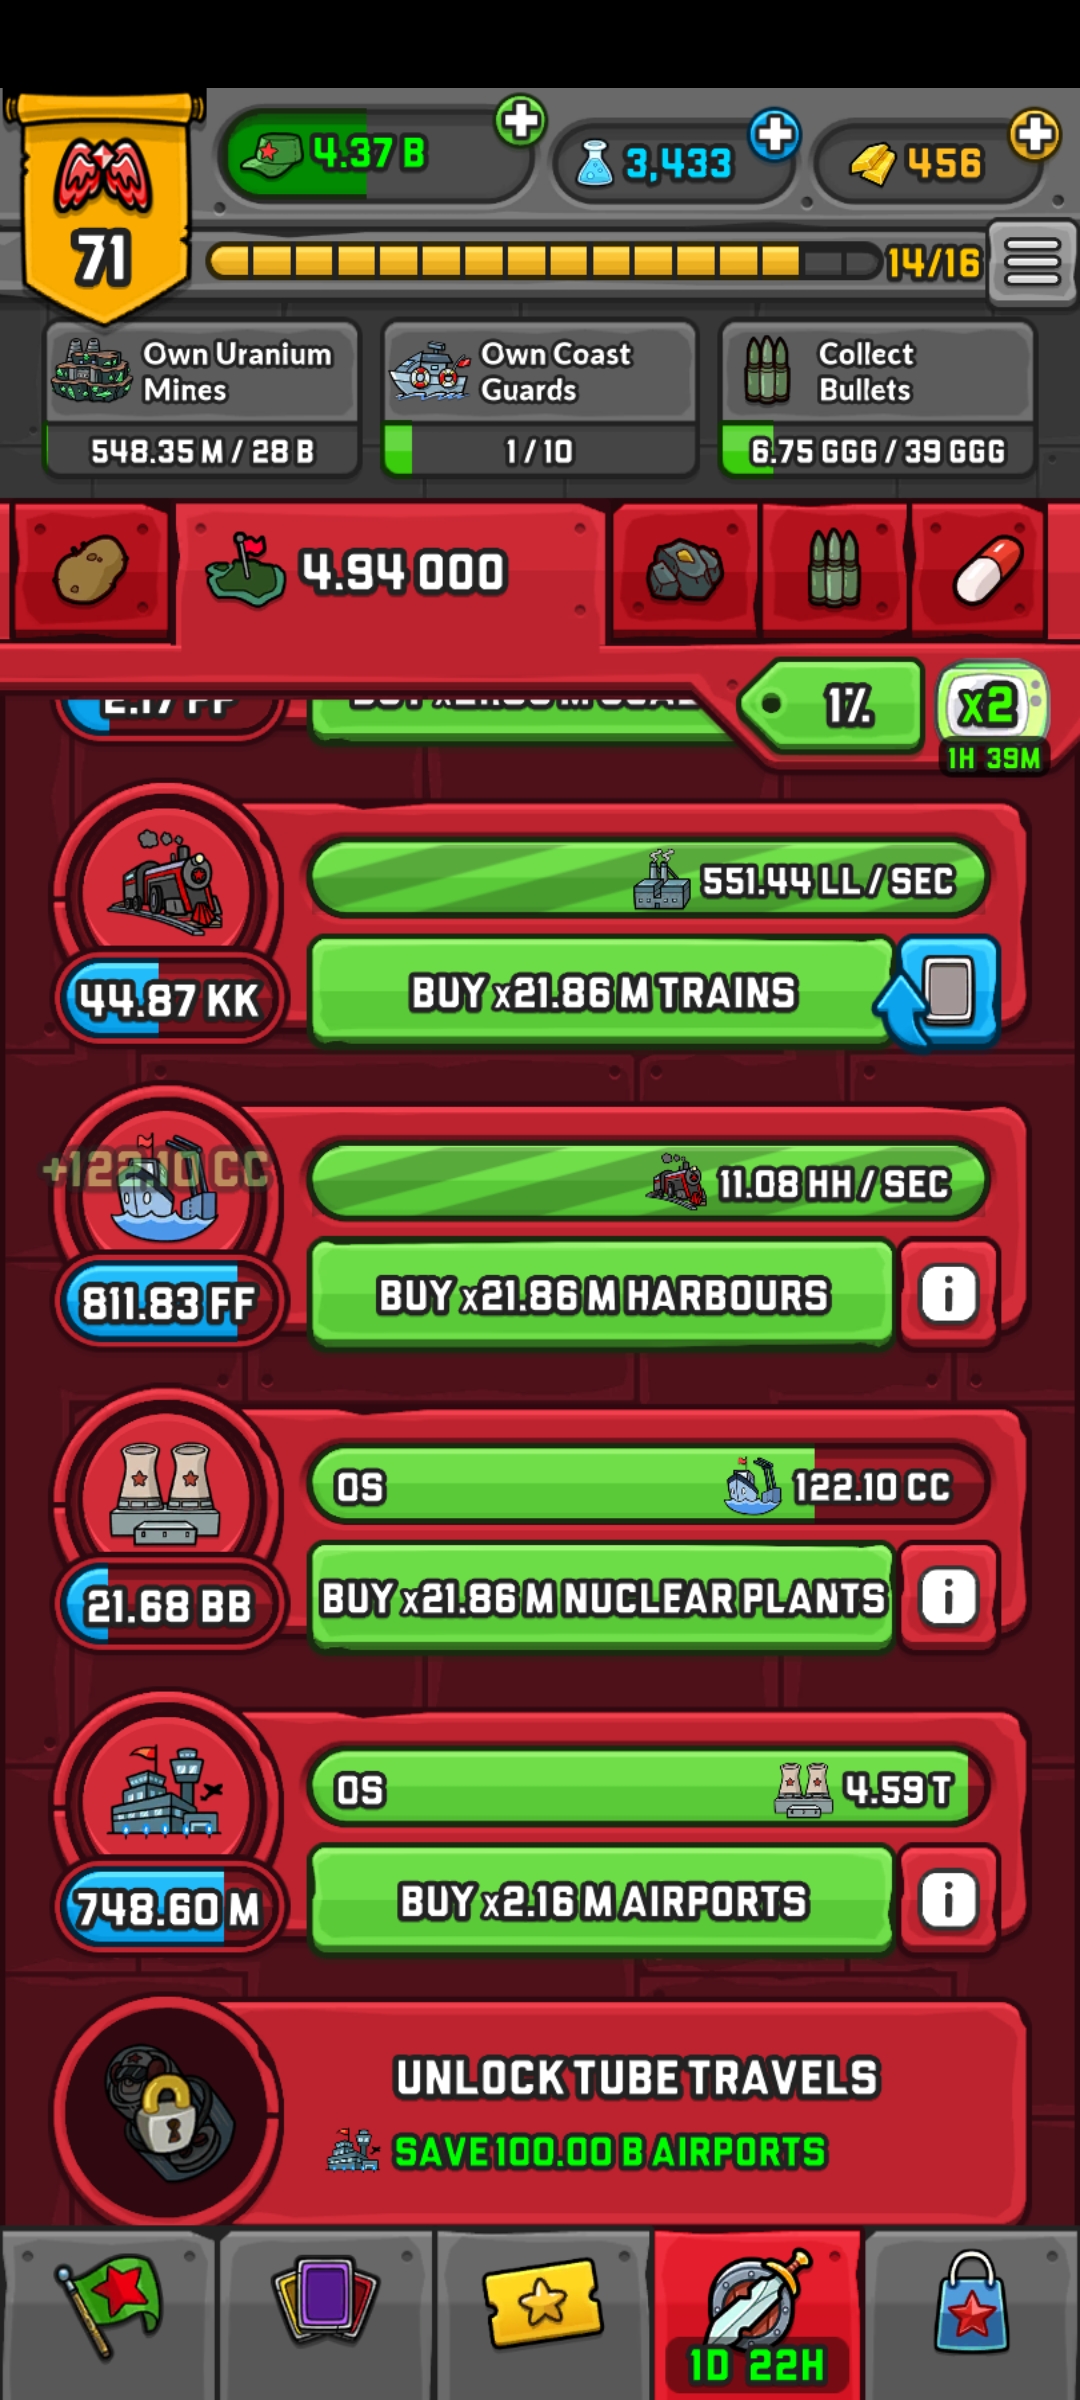 4.37 B
3,433
456
71
14/16
Own Uranium
Mines
548.35 M / 28 B
Own Coast
Guards
1 / 10
Collect
Bullets
6.75 GGG / 39 GGG
4.94 000
1%
x2
1H 39M
2.17 FF
551.44 LL / SEC
44.87 KK
BUY x21.86 M TRAINS
+122.10 CC
11.08 HH / SEC
811.83 FF
BUY x21.86 M HARBOURS
0S
122.10 CC
21.68 BB
BUY x21.86 M NUCLEAR PLANTS
0S
4.59 T
748.60 M
BUY x2.16 M AIRPORTS
UNLOCK TUBE TRAVELS
SAVE 100.00 B AIRPORTS
1D 22H